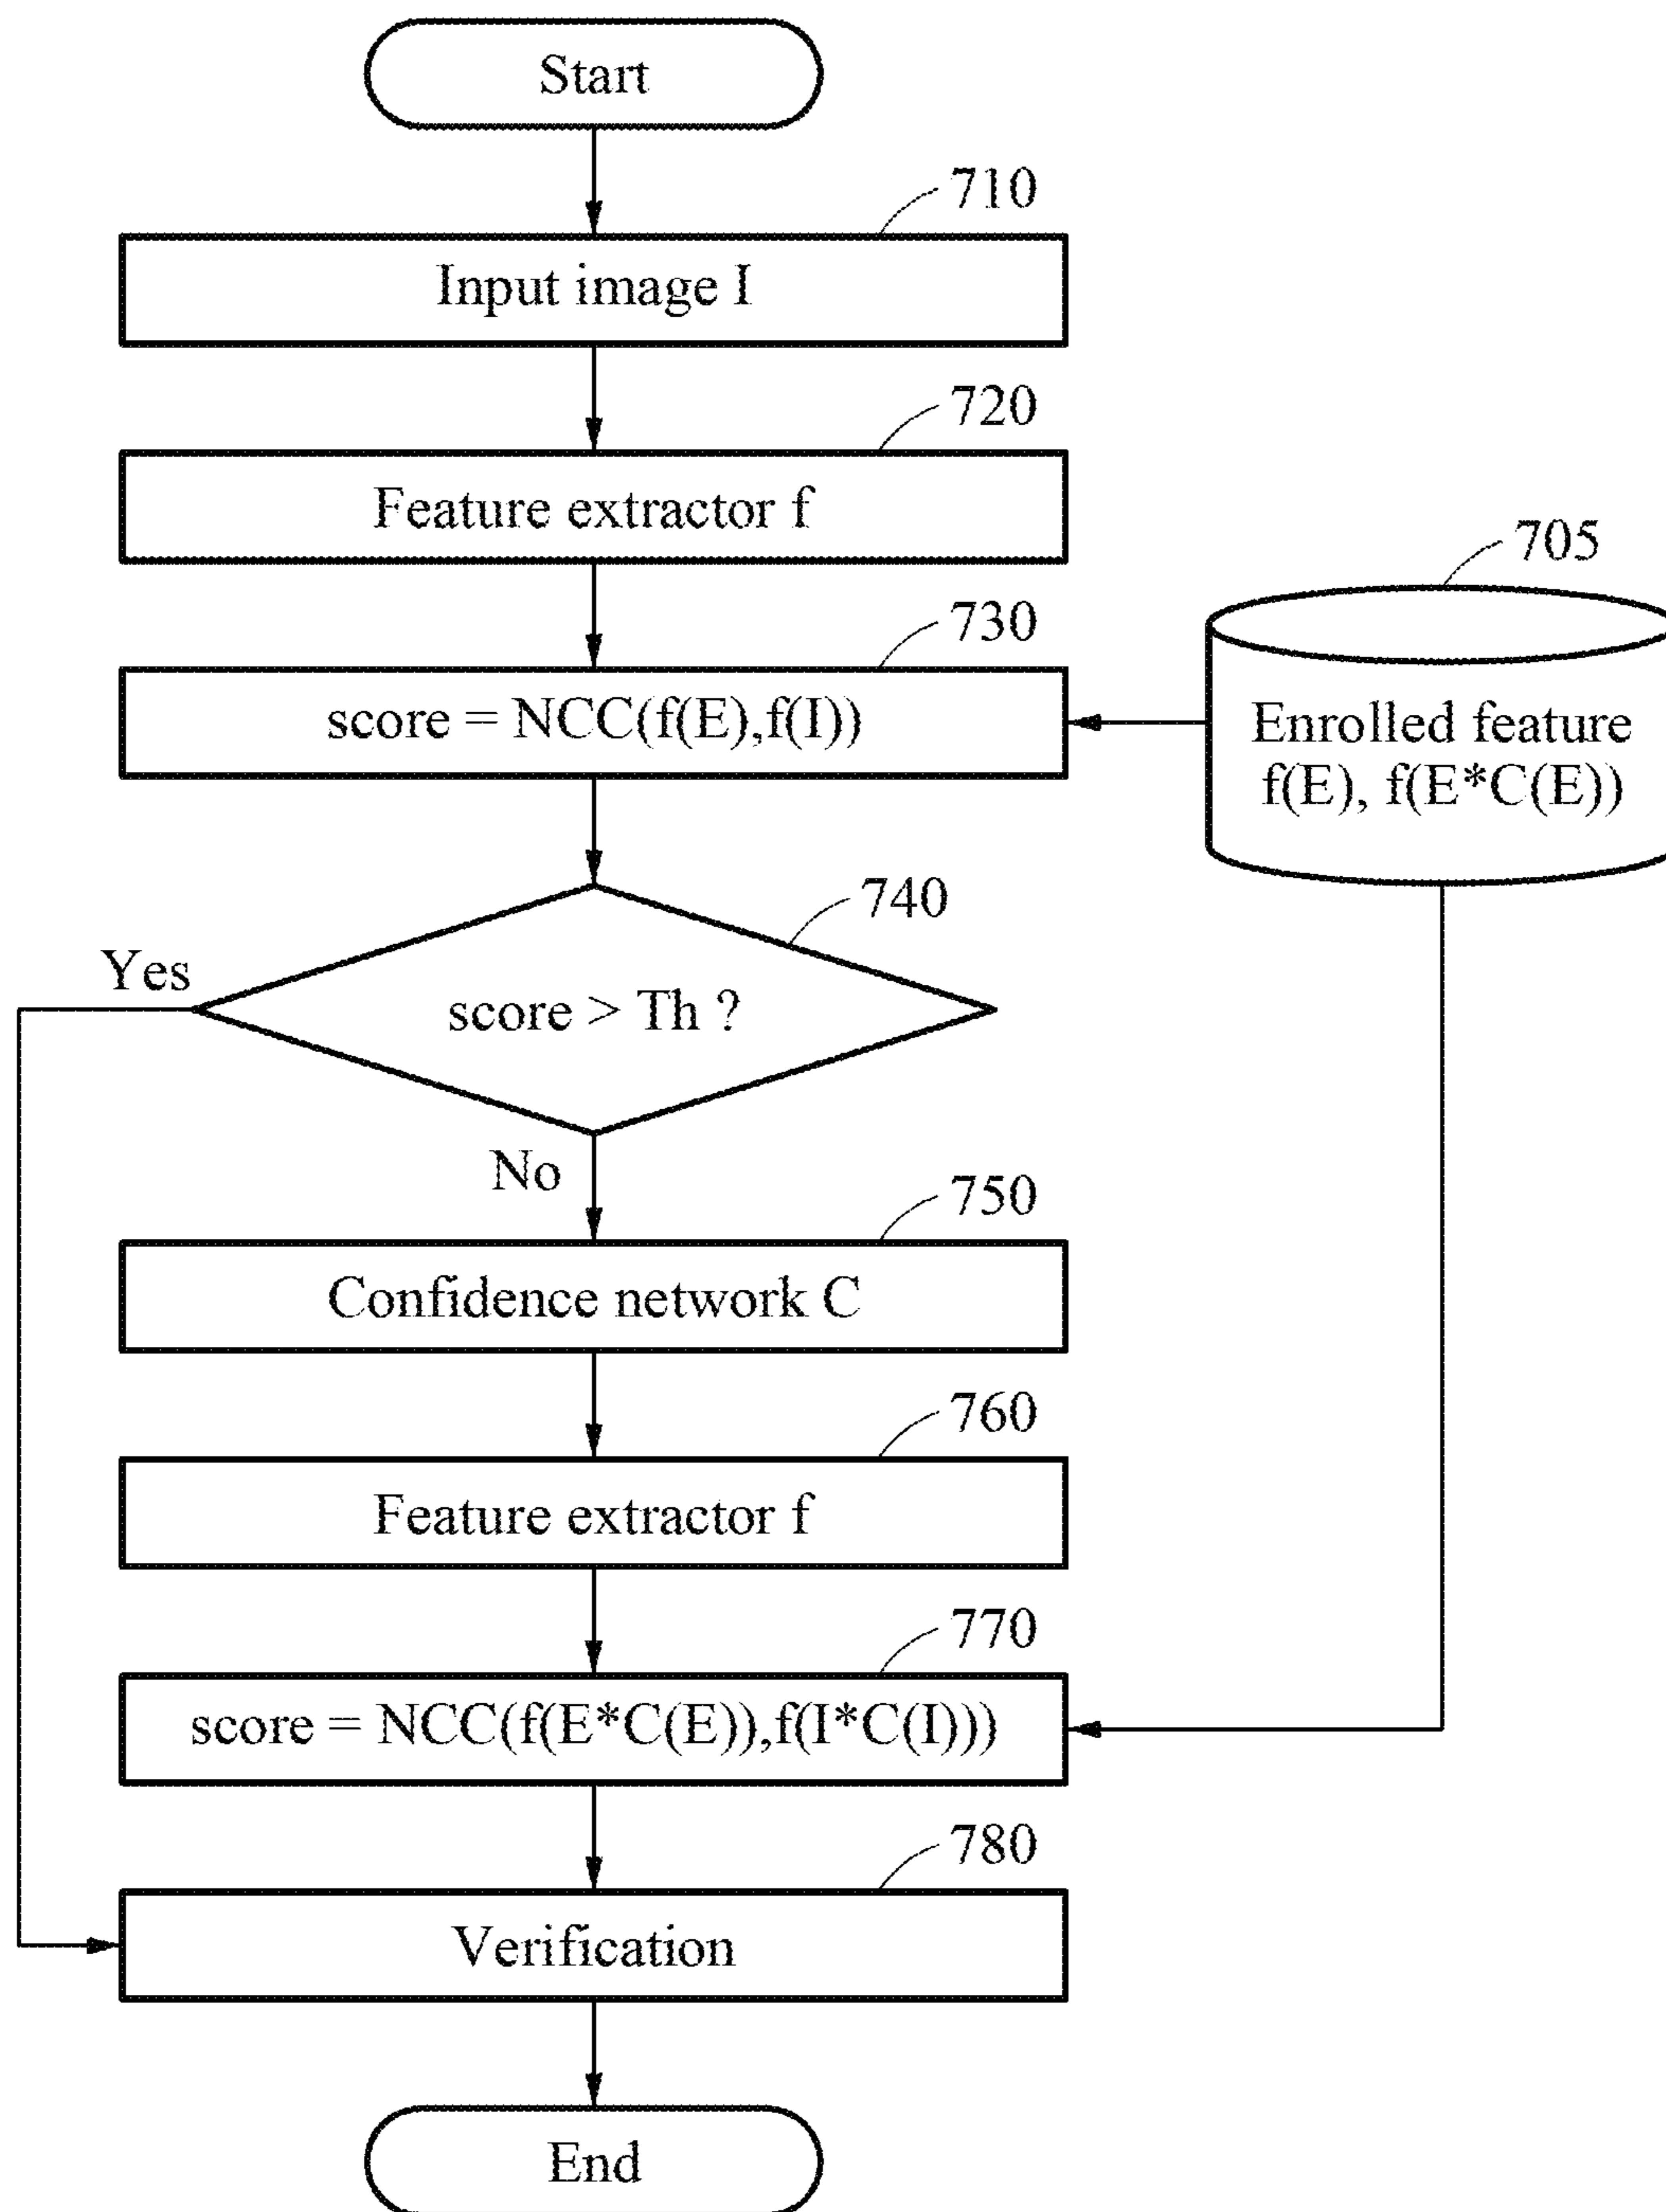 Start
710
Input image I
720
Feature extractor f
705
730
score = NCC(f(E),f(I))
Enrolled feature
f(E), f(E*C(E))
740
Yes
score > Th ?
No
750
Confidence network C
760
Feature extractor f
770
score = NCC(f(E*C(E)),f(I*C(I)))
780
Verification
End